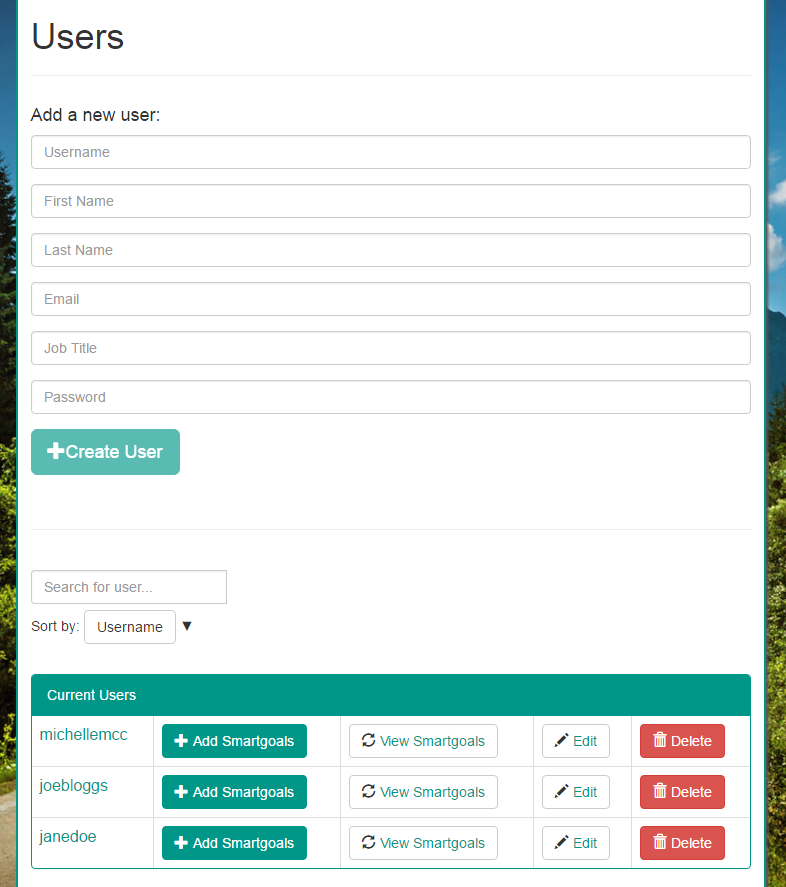 Users
Add a new user:
Username
First Name
Last Name
Email
Job Title
Password
Create User
Search for user...
Sort by: Username ▼
Current Users
michellemcc Add Smartgoals View Smartgoals Edit Delete
joebloggs Add Smartgoals View Smartgoals Edit Delete
janedoe Add Smartgoals View Smartgoals Edit Delete